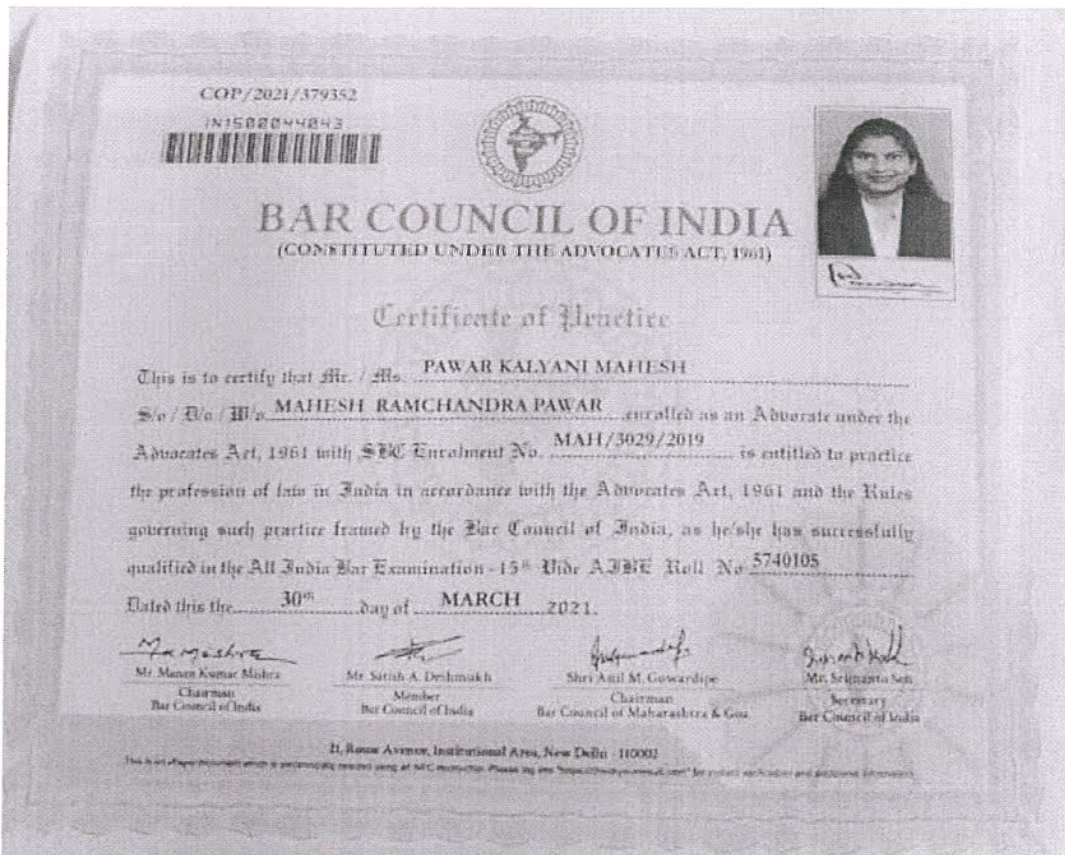 COP/2021/379352
IN1500044043
BAR COUNCIL OF INDIA
(CONSTITUTED UNDER THE ADVOCATES ACT, 1961)
Certificate of Practice
This is to certify that Mr. / Ms. PAWAR KALYANI MAHESH
S/o / D/o / W/o MAHESH RAMCHANDRA PAWAR enrolled as an Advocate under the
Advocates Act, 1961 with SBC Enrolment No. MAH/3029/2019 is entitled to practice
the profession of law in India in accordance with the Advocates Act, 1961 and the Rules
governing such practice framed by the Bar Council of India, as he/she has successfully
qualified in the All India Bar Examination - 15th Vide AIBE Roll No 5740105
Dated this the 30th day of MARCH 2021.
Mr. Manan Kumar Mishra
Chairman
Bar Council of India
Mr. Satish A. Deshmukh
Member
Bar Council of India
Shri Anil M. Gowardipe
Chairman
Bar Council of Maharashtra & Goa
Mr. Srimanto Sen
Secretary
Bar Council of India
21, Rouse Avenue, Institutional Area, New Delhi - 110002